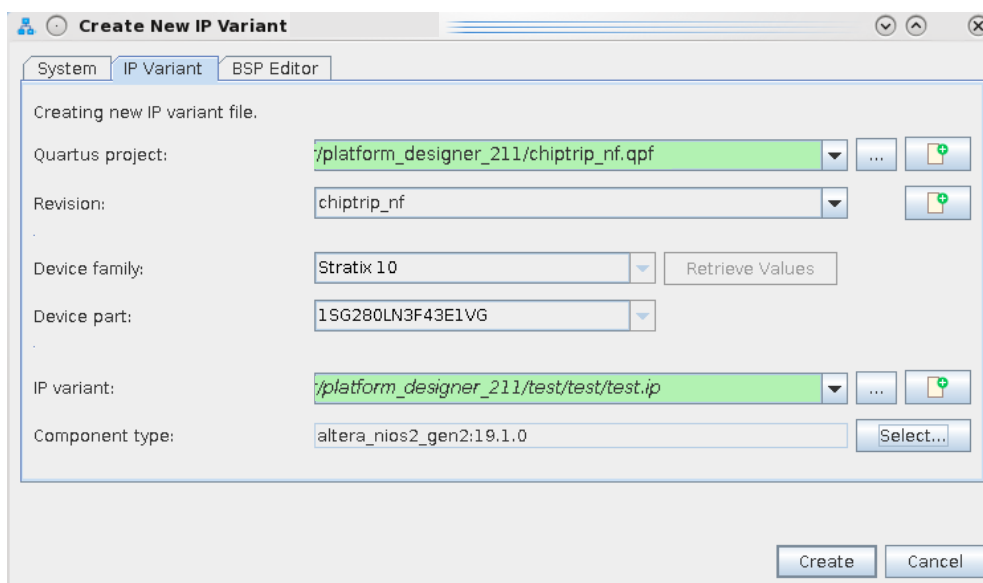 Create New IP Variant
System IP Variant BSP Editor
Creating new IP variant file.
Quartus project: /platform_designer_211/chiptrip_nf.qpf ...
Revision: chiptrip_nf
Device family: Stratix 10 Retrieve Values
Device part: 1SG280LN3F43E1VG
IP variant: /platform_designer_211/test/test/test.ip ...
Component type: altera_nios2_gen2:19.1.0 Select...
Create Cancel